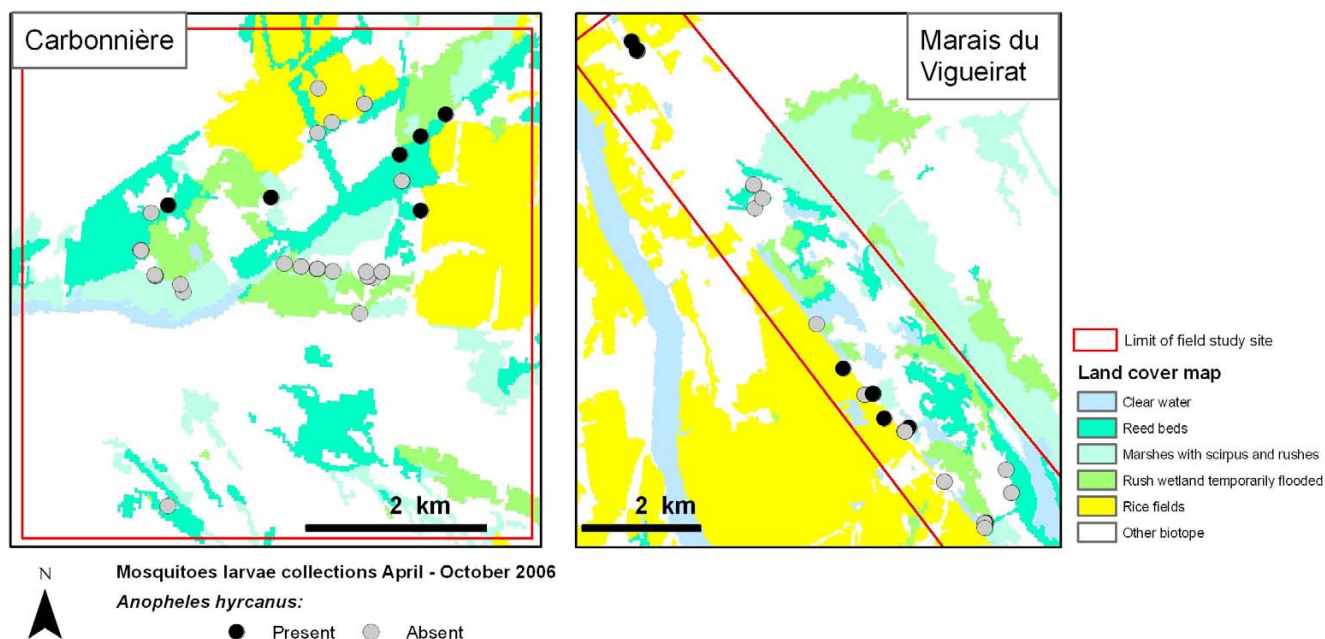 Carbonnière
2 km
Marais du
Vigueirat
2 km
Limit of field study site
Land cover map
Clear water
Reed beds
Marshes with scirpus and rushes
Rush wetland temporarily flooded
Rice fields
Other biotope
N
Mosquitoes larvae collections April - October 2006
Anopheles hyrcanus:
Present Absent